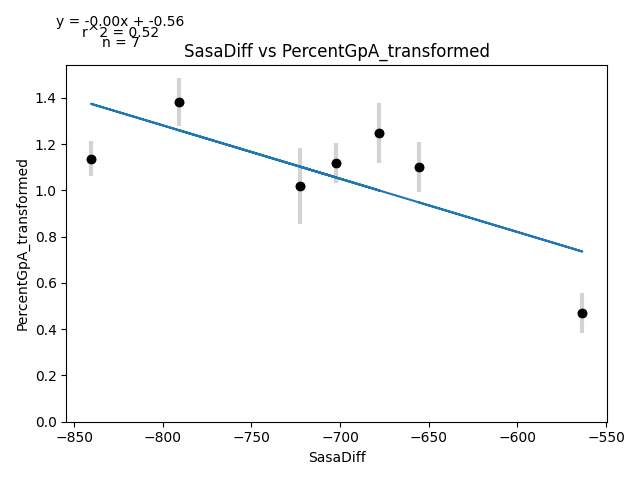 y = -0.00x + -0.56
r^2 = 0.52
n = 7
SasaDiff vs PercentGpA_transformed
PercentGpA_transformed
1.4
1.2
1.0
0.8
0.6
0.4
0.2
0.0
−850 −800 −750 −700 −650 −600 −550
SasaDiff